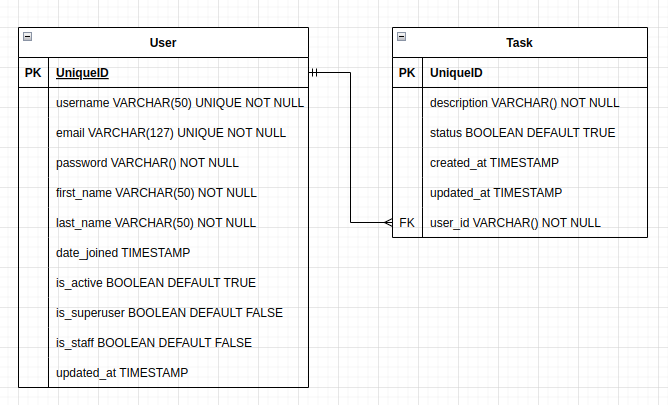 User
PK UniqueID
username VARCHAR(50) UNIQUE NOT NULL
email VARCHAR(127) UNIQUE NOT NULL
password VARCHAR() NOT NULL
first_name VARCHAR(50) NOT NULL
last_name VARCHAR(50) NOT NULL
date_joined TIMESTAMP
is_active BOOLEAN DEFAULT TRUE
is_superuser BOOLEAN DEFAULT FALSE
is_staff BOOLEAN DEFAULT FALSE
updated_at TIMESTAMP
Task
PK UniqueID
description VARCHAR() NOT NULL
status BOOLEAN DEFAULT TRUE
created_at TIMESTAMP
updated_at TIMESTAMP
FK user_id VARCHAR() NOT NULL